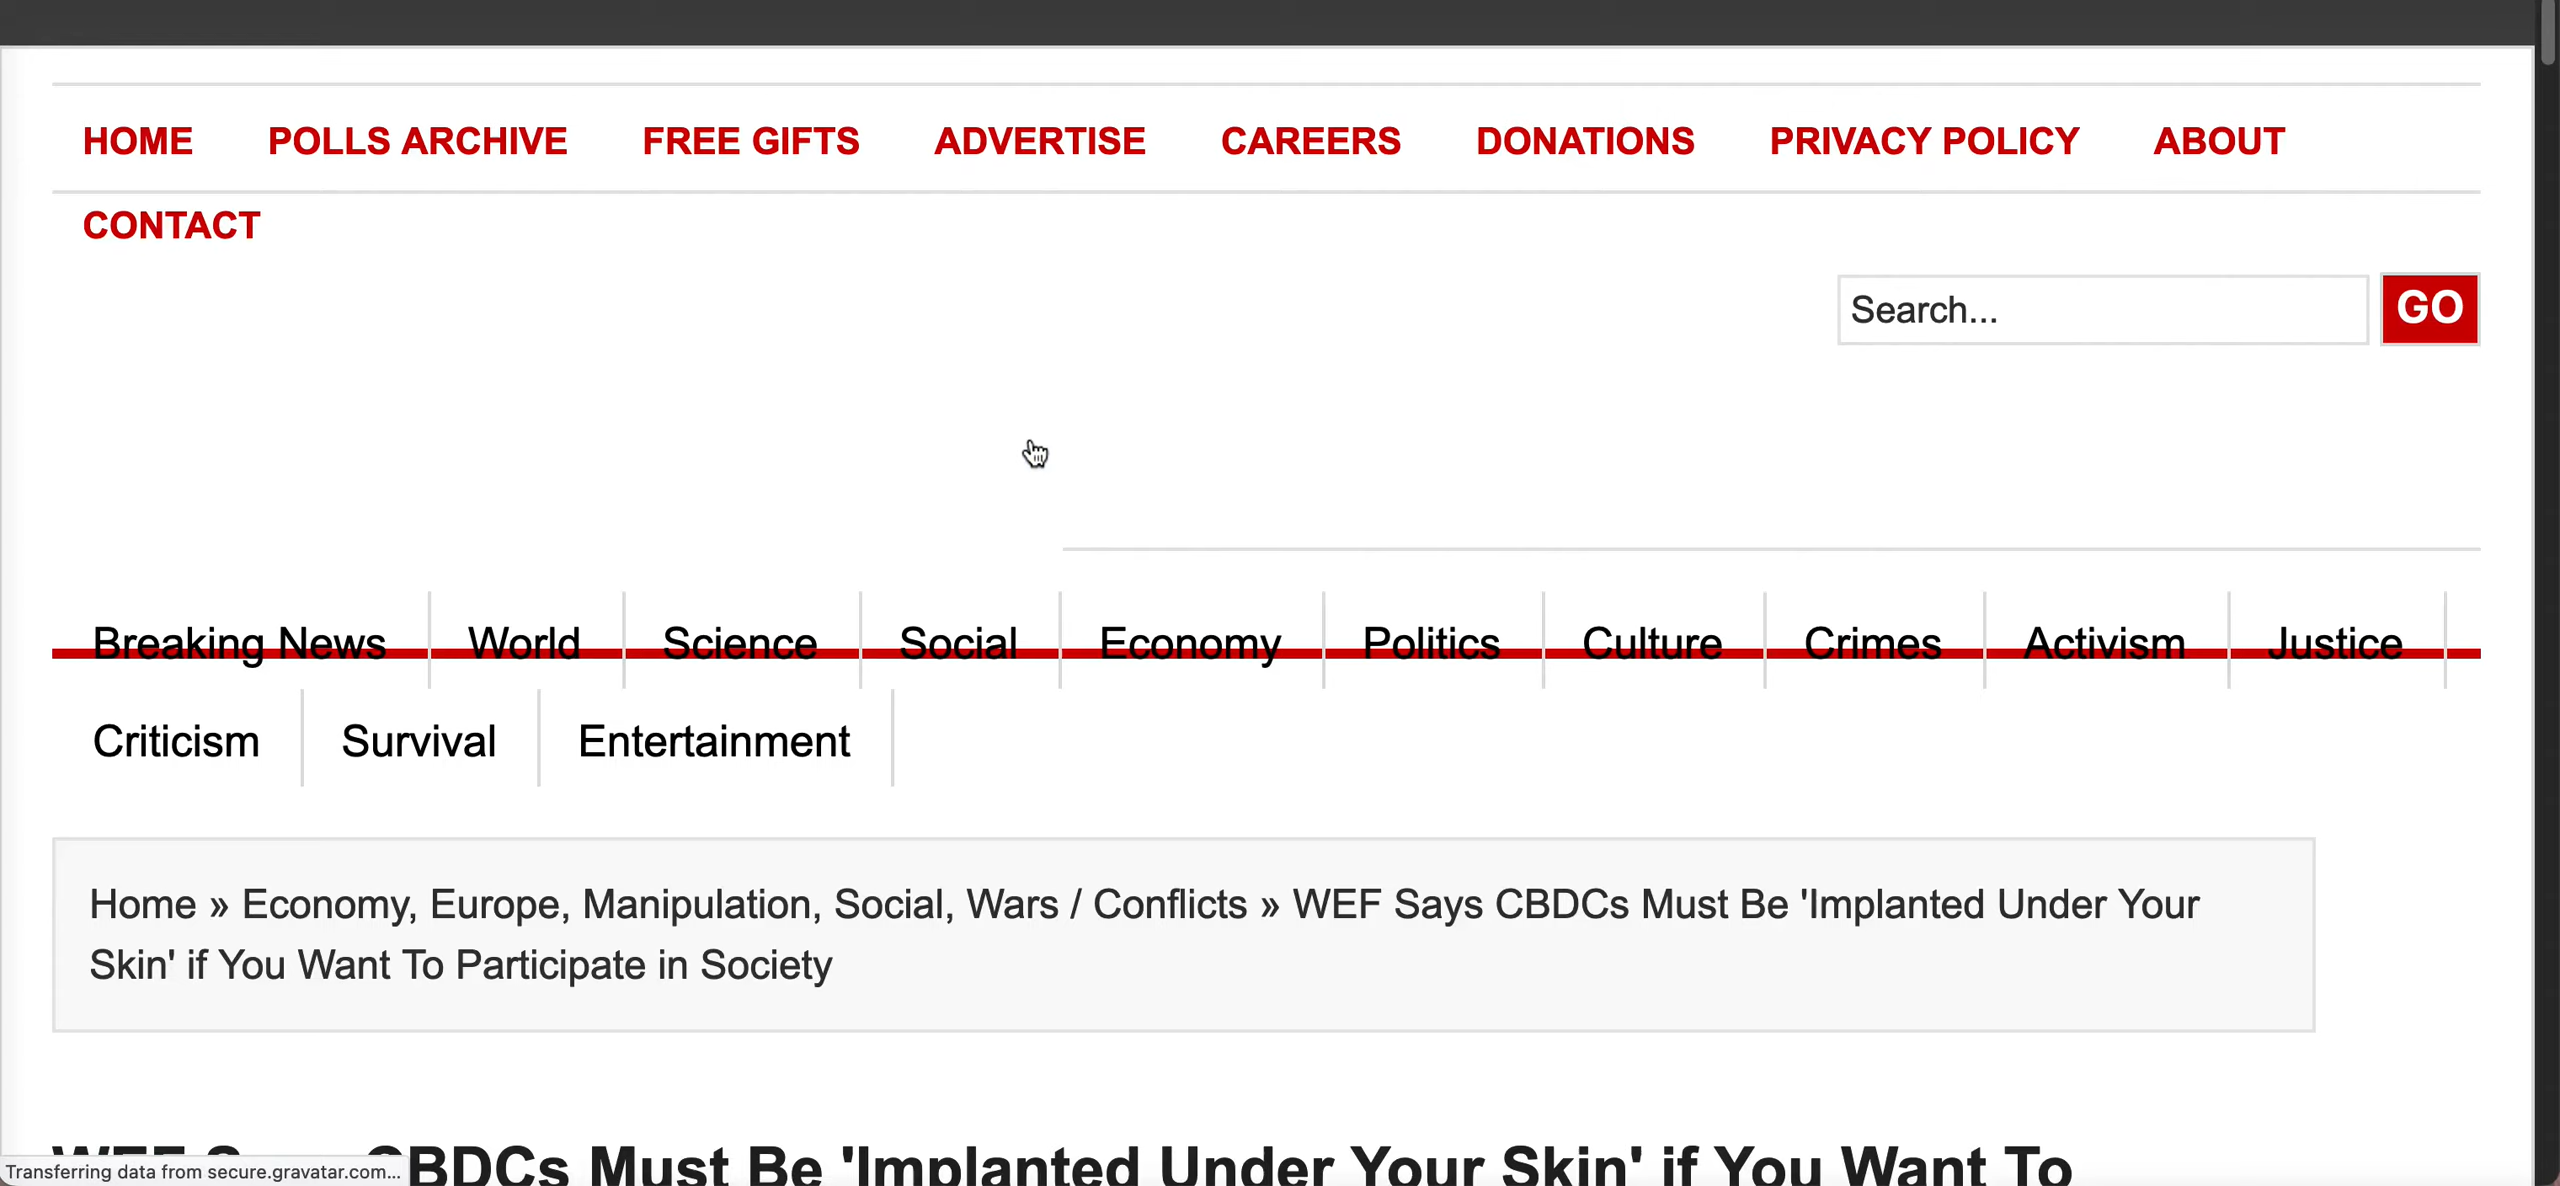 HOME POLLS ARCHIVE FREE GIFTS ADVERTISE CAREERS DONATIONS PRIVACY POLICY ABOUT
CONTACT
Search... GO
Breaking News World Science Social Economy Politics Culture Crimes Activism Justice
Criticism Survival Entertainment
Home » Economy, Europe, Manipulation, Social, Wars / Conflicts » WEF Says CBDCs Must Be 'Implanted Under Your
Skin' if You Want To Participate in Society
WEF Says CBDCs Must Be 'Implanted Under Your Skin' if You Want To
Transferring data from secure.gravatar.com...